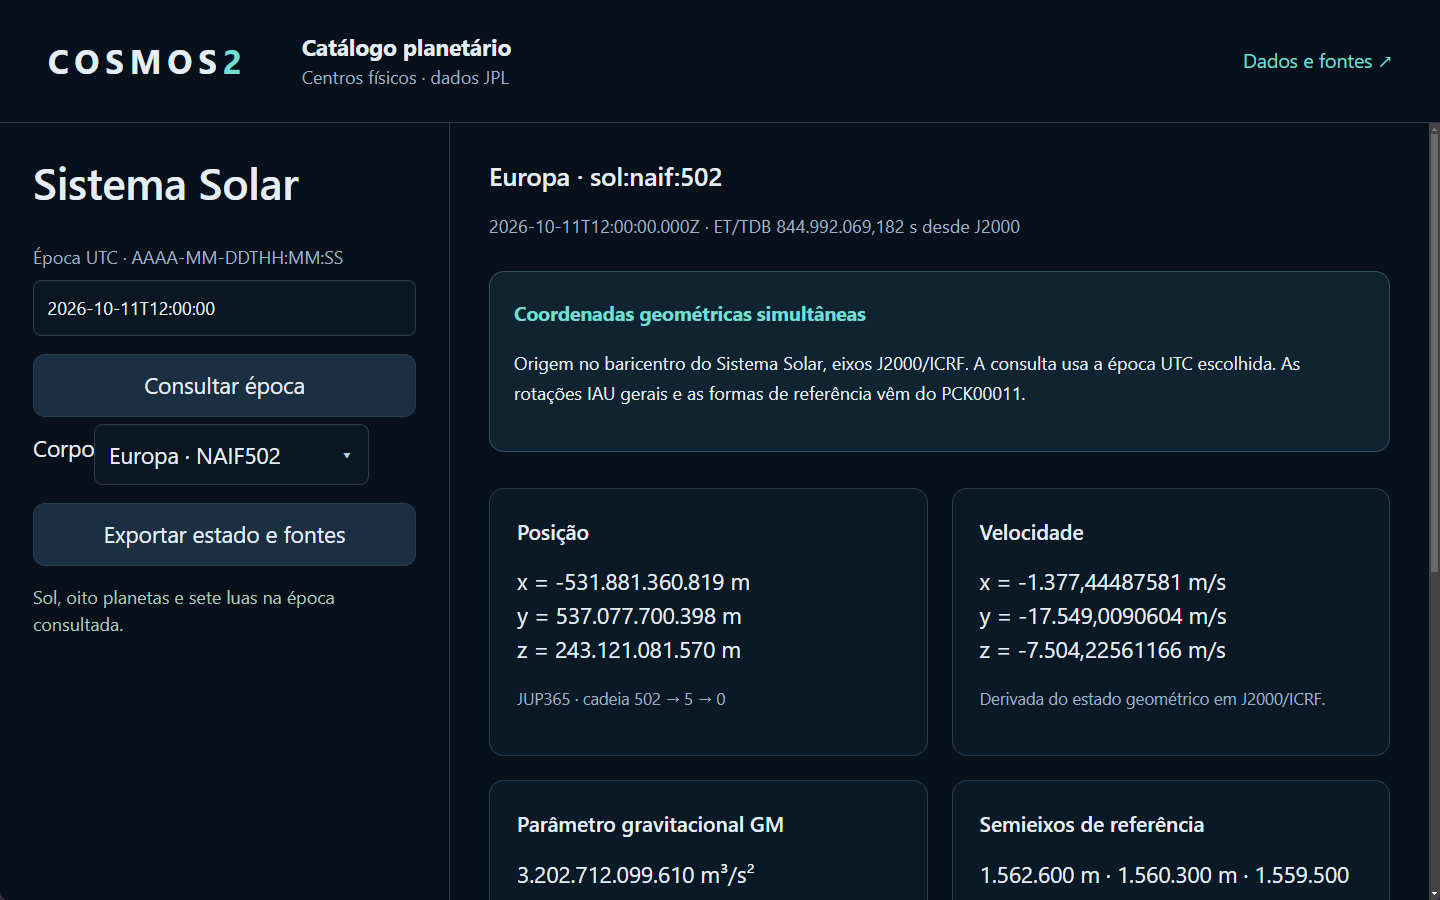 COSMOS2
Catálogo planetário
Centros físicos · dados JPL
Dados e fontes ↗
Sistema Solar
Época UTC · AAAA-MM-DDTHH:MM:SS
2026-10-11T12:00:00
Consultar época
Corpo
Europa · NAIF502
Exportar estado e fontes
Sol, oito planetas e sete luas na época
consultada.
Europa · sol:naif:502
2026-10-11T12:00:00.000Z · ET/TDB 844.992.069,182 s desde J2000
Coordenadas geométricas simultâneas
Origem no baricentro do Sistema Solar, eixos J2000/ICRF. A consulta usa a época UTC escolhida. As
rotações IAU gerais e as formas de referência vêm do PCK00011.
Posição
x = -531.881.360.819 m
y = 537.077.700.398 m
z = 243.121.081.570 m
JUP365 · cadeia 502 → 5 → 0
Velocidade
x = -1.377,44487581 m/s
y = -17.549,0090604 m/s
z = -7.504,22561166 m/s
Derivada do estado geométrico em J2000/ICRF.
Parâmetro gravitacional GM
3.202.712.099.610 m³/s²
Semieixos de referência
1.562.600 m · 1.560.300 m · 1.559.500